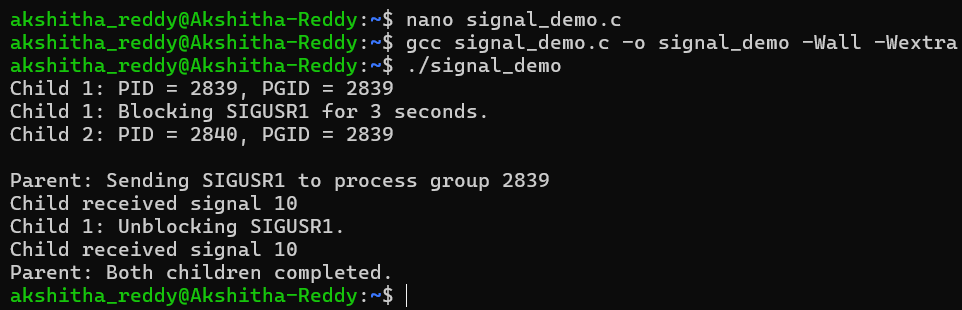 akshitha_reddy@Akshitha-Reddy:~$ nano signal_demo.c
akshitha_reddy@Akshitha-Reddy:~$ gcc signal_demo.c -o signal_demo -Wall -Wextra
akshitha_reddy@Akshitha-Reddy:~$ ./signal_demo
Child 1: PID = 2839, PGID = 2839
Child 1: Blocking SIGUSR1 for 3 seconds.
Child 2: PID = 2840, PGID = 2839

Parent: Sending SIGUSR1 to process group 2839
Child received signal 10
Child 1: Unblocking SIGUSR1.
Child received signal 10
Parent: Both children completed.
akshitha_reddy@Akshitha-Reddy:~$